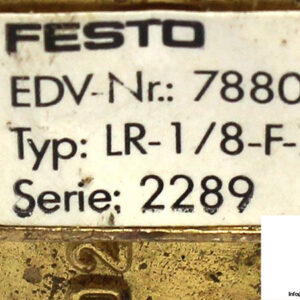 FESTO
EDV-Nr.: 7880
Typ: LR-1/8-F-
Serie: 2289